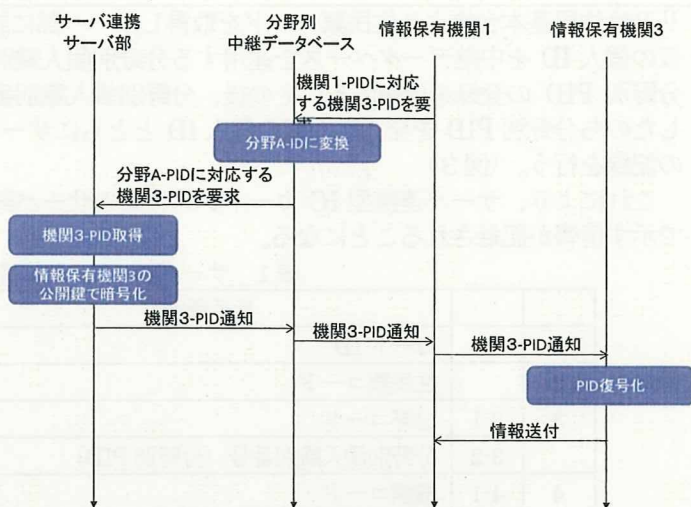 サーバ連携
サーバ部
分野別
中継データベース
情報保有機関1
情報保有機関3
機関1-PIDに対応
する機関3-PIDを要
分野A-IDに変換
分野A-PIDに対応する
機関3-PIDを要求
機関3-PID取得
情報保有機関3の
公開鍵で暗号化
機関3-PID通知
機関3-PID通知
機関3-PID通知
PID復号化
情報送付